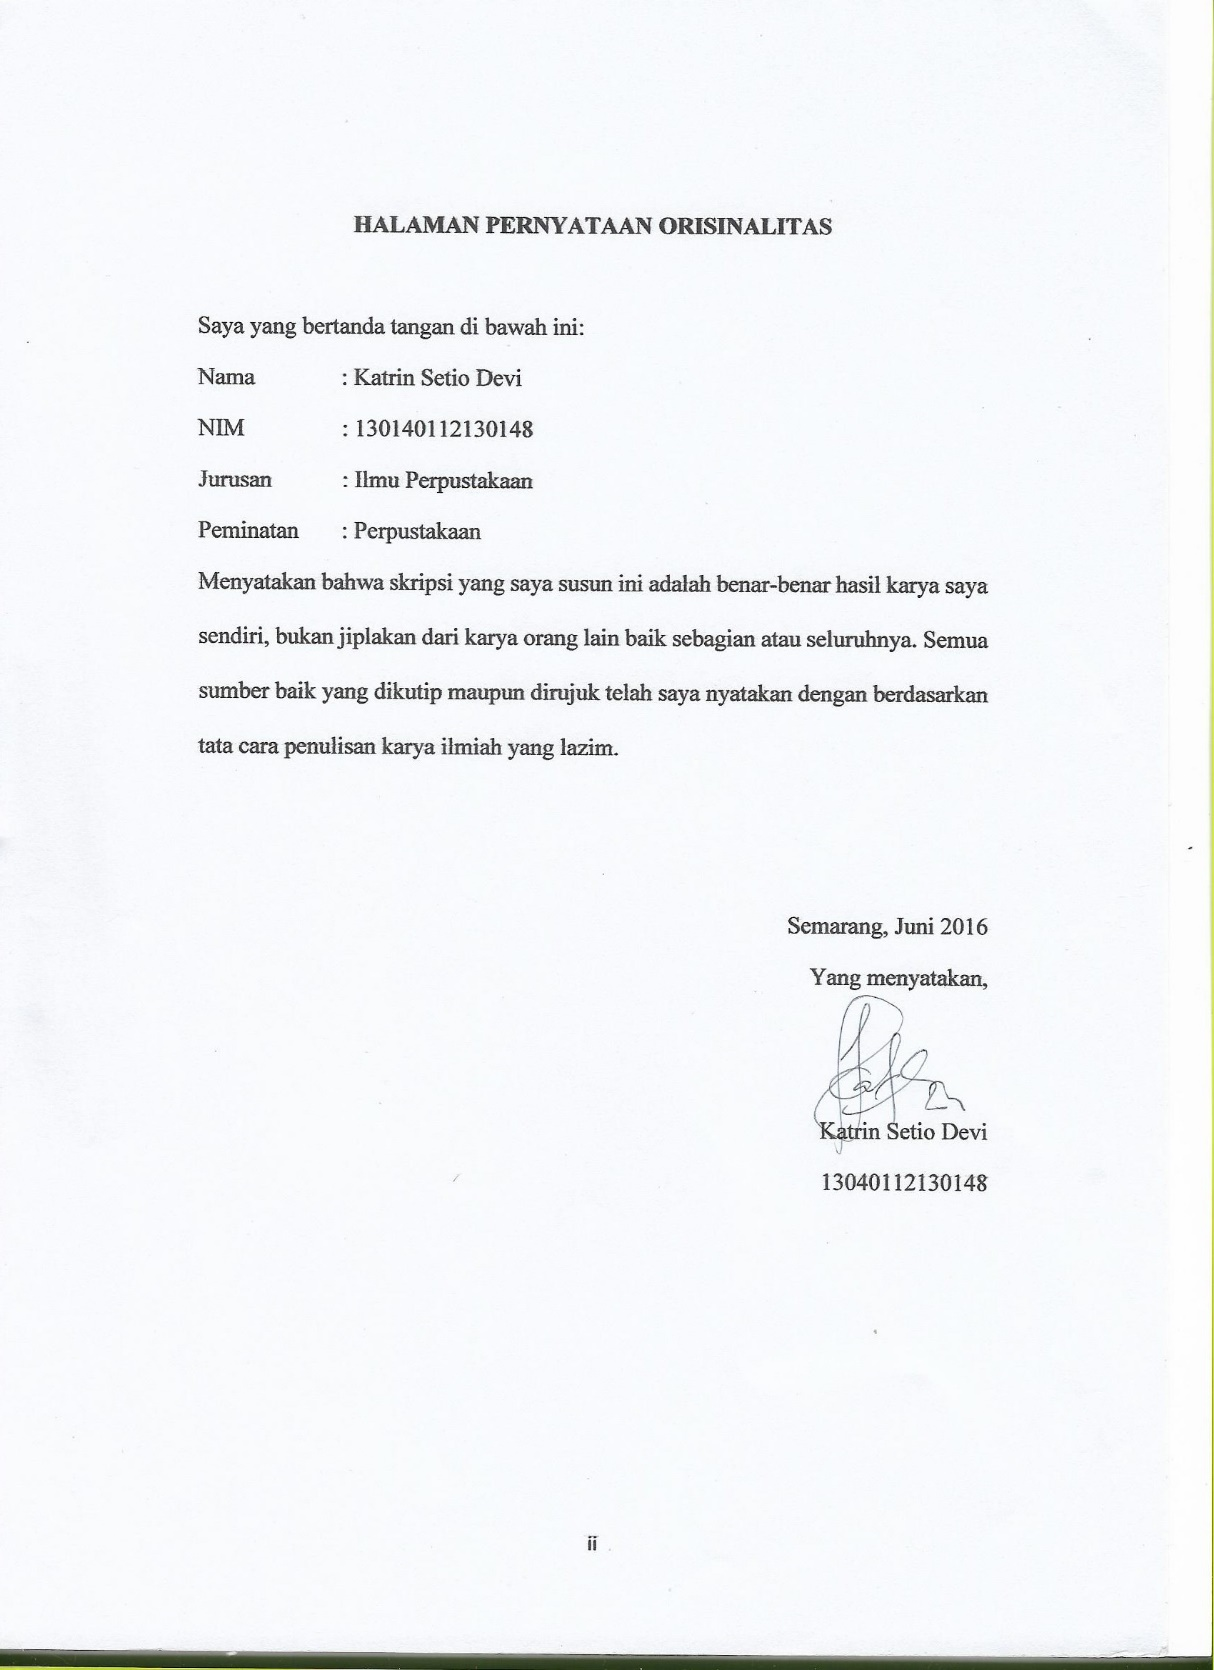 HALAMAN PERNYATAAN ORISINALITAS
Saya yang bertanda tangan di bawah ini:
Nama : Katrin Setio Devi
NIM : 130140112130148
Jurusan : Ilmu Perpustakaan
Peminatan : Perpustakaan
Menyatakan bahwa skripsi yang saya susun ini adalah benar-benar hasil karya saya
sendiri, bukan jiplakan dari karya orang lain baik sebagian atau seluruhnya. Semua
sumber baik yang dikutip maupun dirujuk telah saya nyatakan dengan berdasarkan
tata cara penulisan karya ilmiah yang lazim.
Semarang, Juni 2016
Yang menyatakan,
Katrin Setio Devi
13040112130148
ii